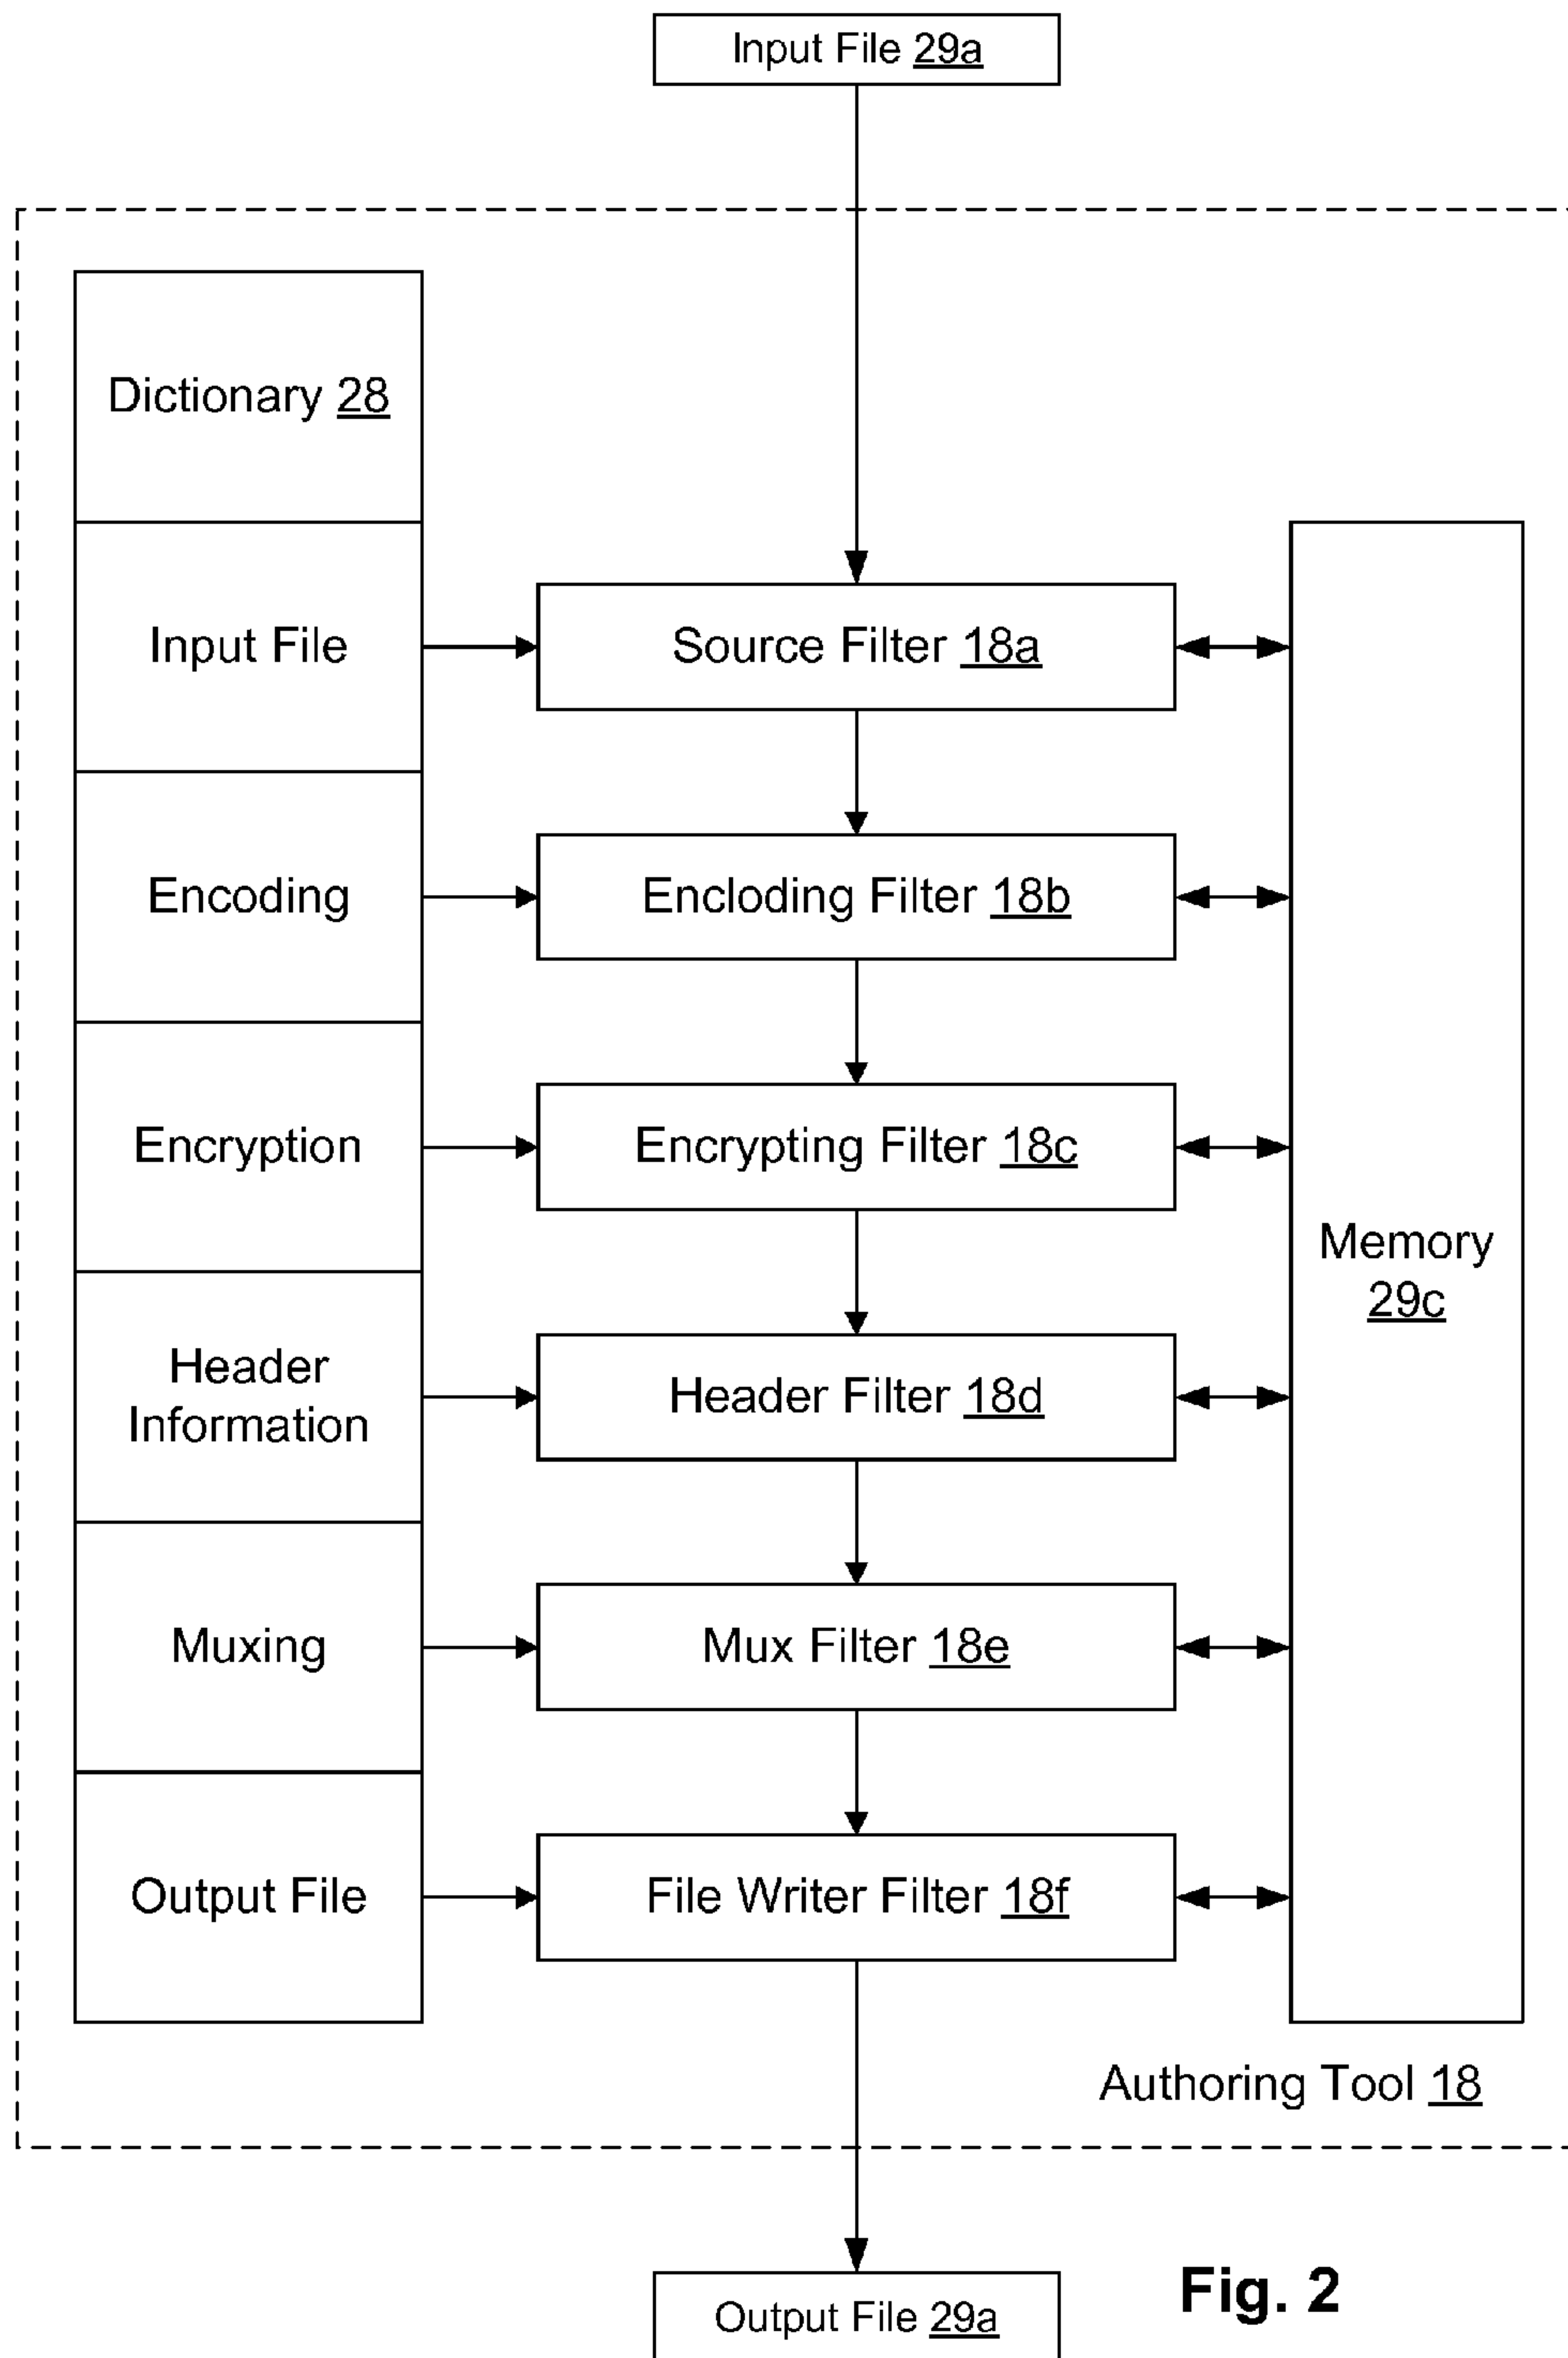 Input File 29a
Dictionary 28
Input File
Source Filter 18a
Encoding
Encloding Filter 18b
Encryption
Encrypting Filter 18c
Memory
29c
Header
Information
Header Filter 18d
Muxing
Mux Filter 18e
Output File
File Writer Filter 18f
Authoring Tool 18
Output File 29a
Fig. 2